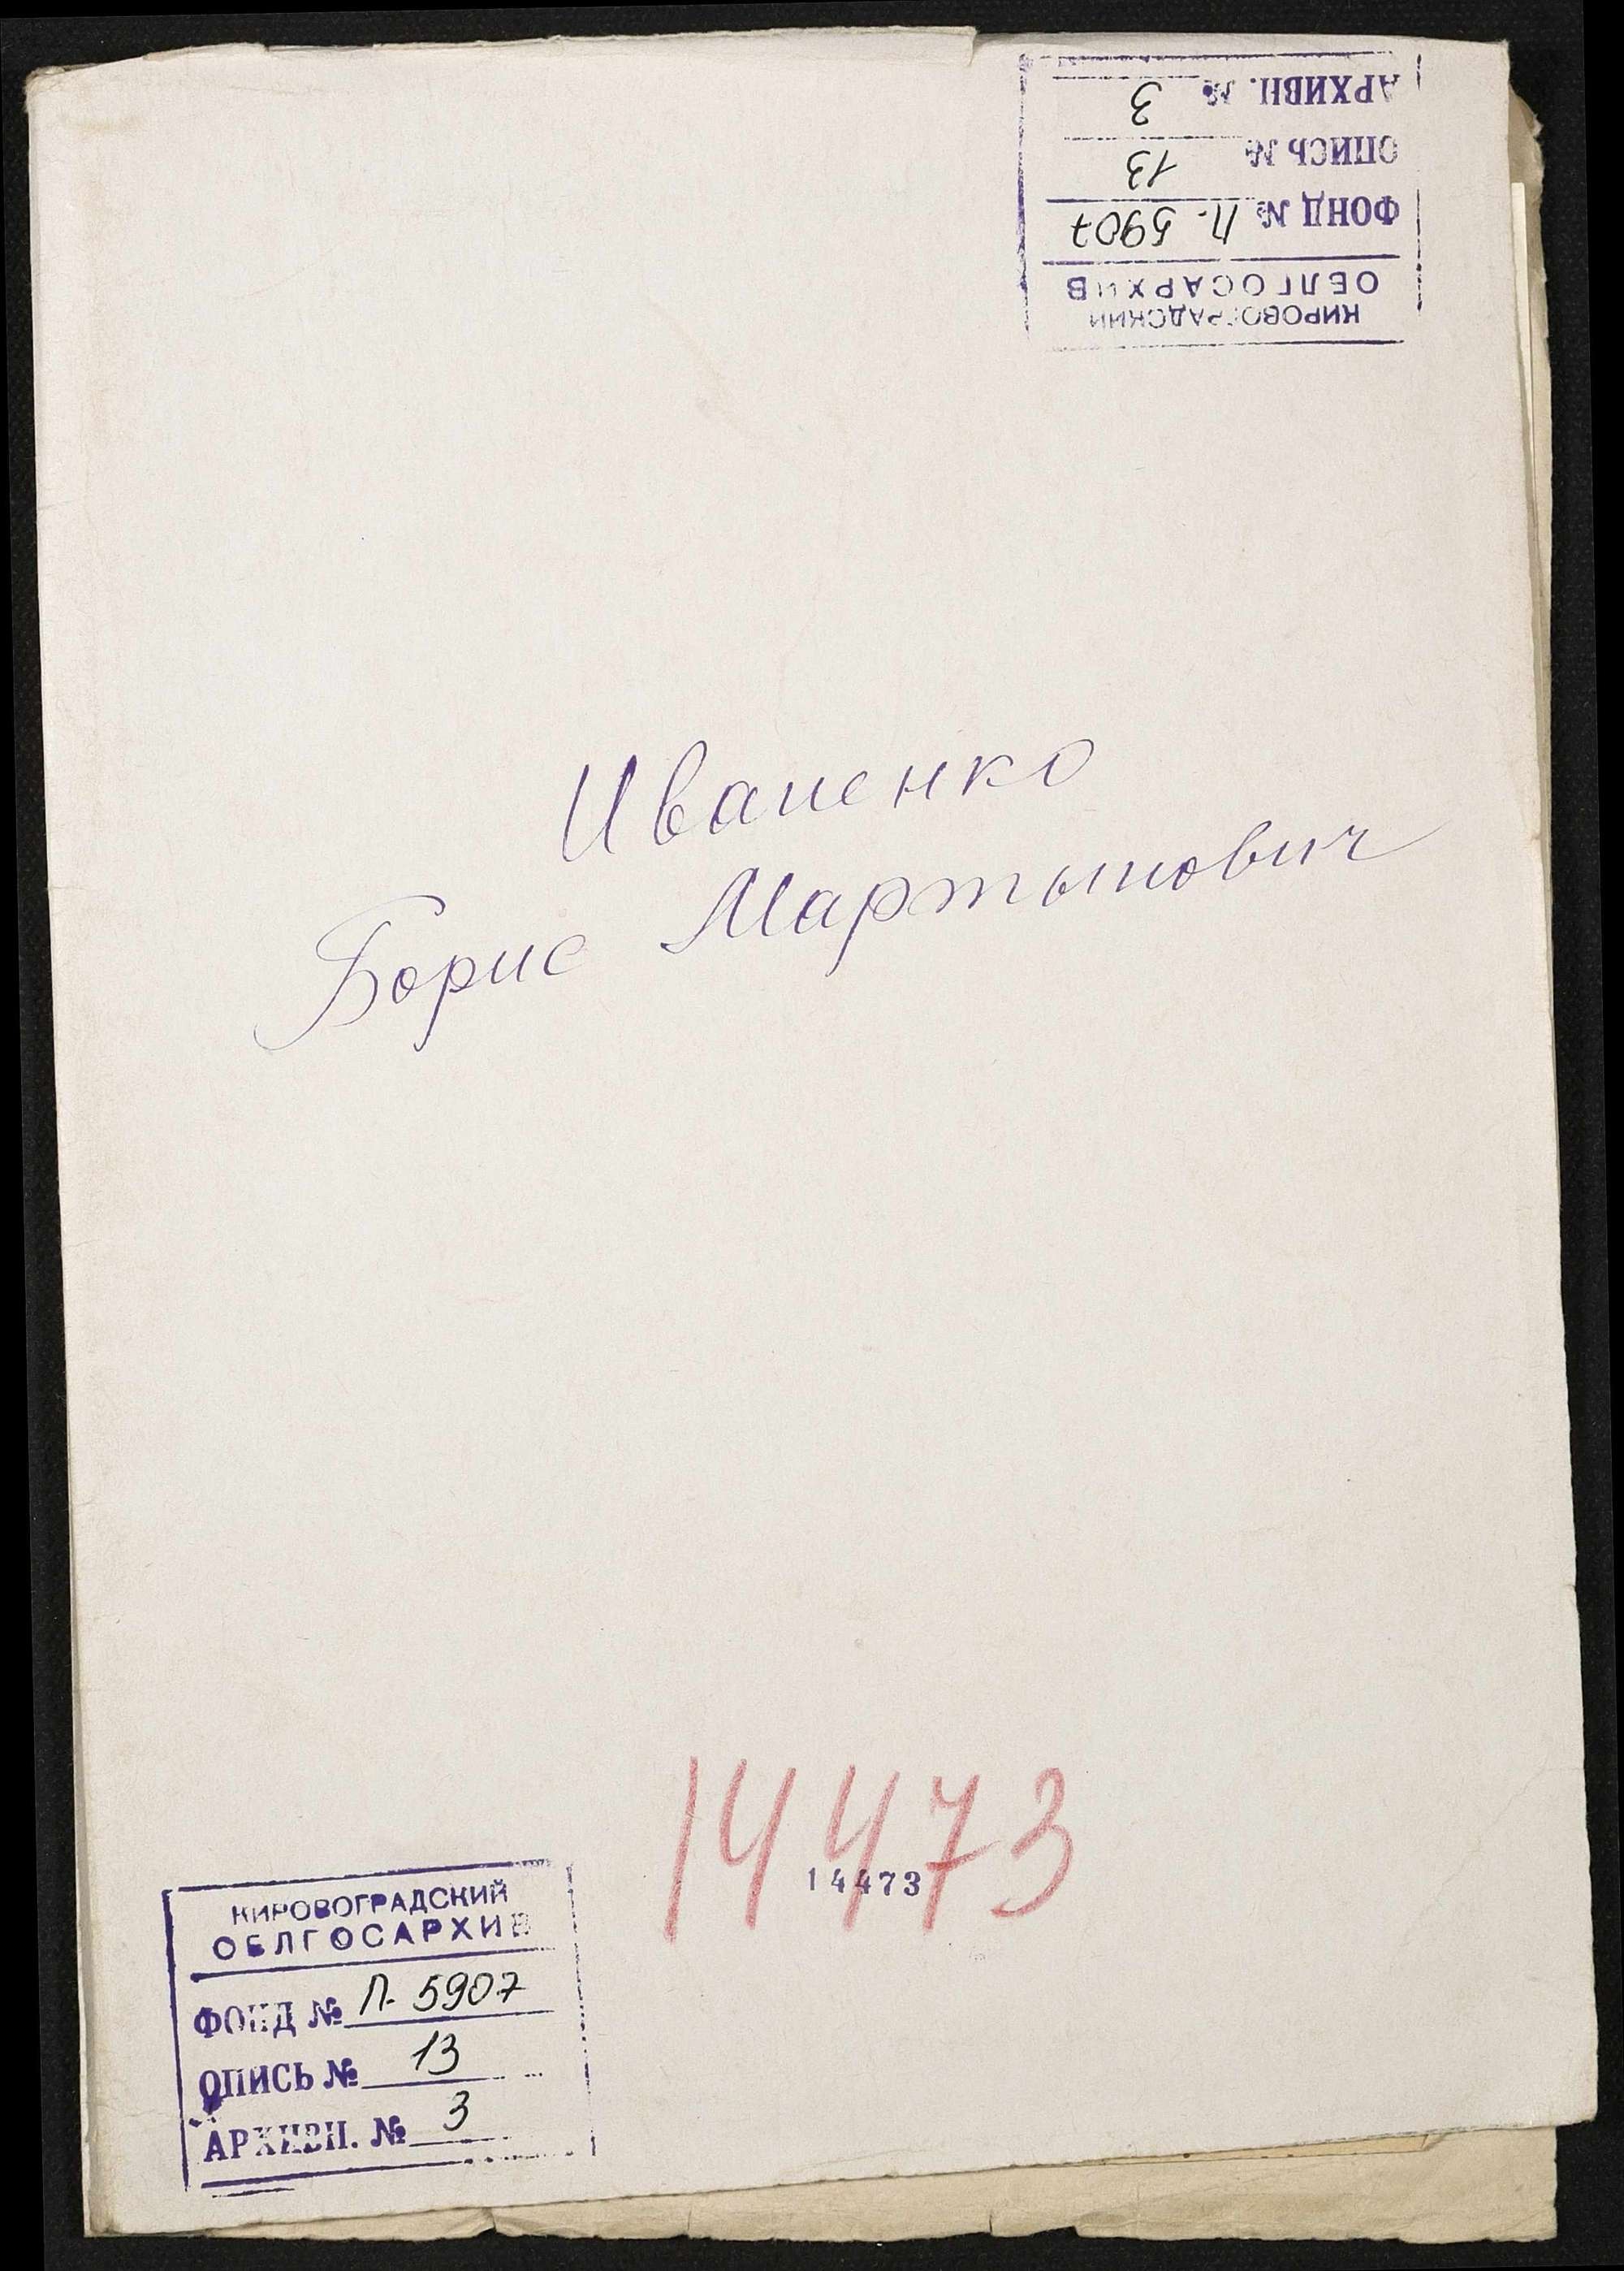 АРХИВН. № 3
ОПИСЬ № 13
ФОНД № П-5907
ОБЛГОСАРХИВ
КИРОВОГРАДСКИЙ
Иваненко
Борис Мартынович
14473
14473
КИРОВОГРАДСКИЙ
ОБЛГОСАРХИВ
ФОНД № П-5907
ОПИСЬ № 13
АРХИВН. № 3